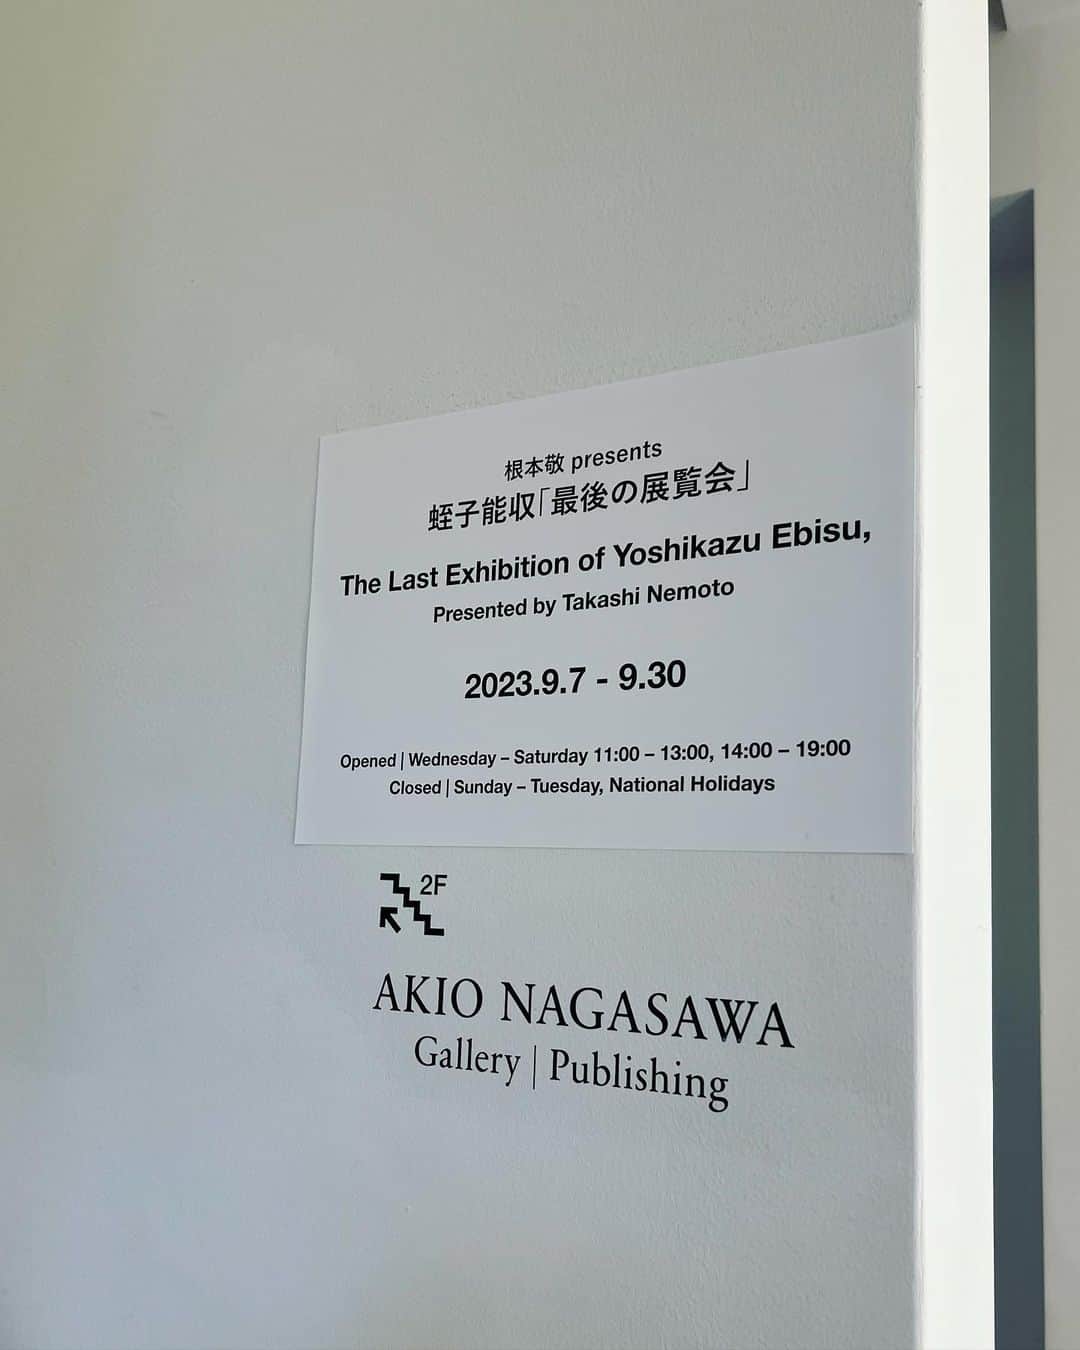 根本敬 presents
蛭子能収「最後の展覧会」
The Last Exhibition of Yoshikazu Ebisu,
Presented by Takashi Nemoto
2023.9.7 - 9.30
Opened | Wednesday – Saturday 11:00 – 13:00, 14:00 – 19:00
Closed | Sunday – Tuesday, National Holidays
2F
AKIO NAGASAWA
Gallery | Publishing